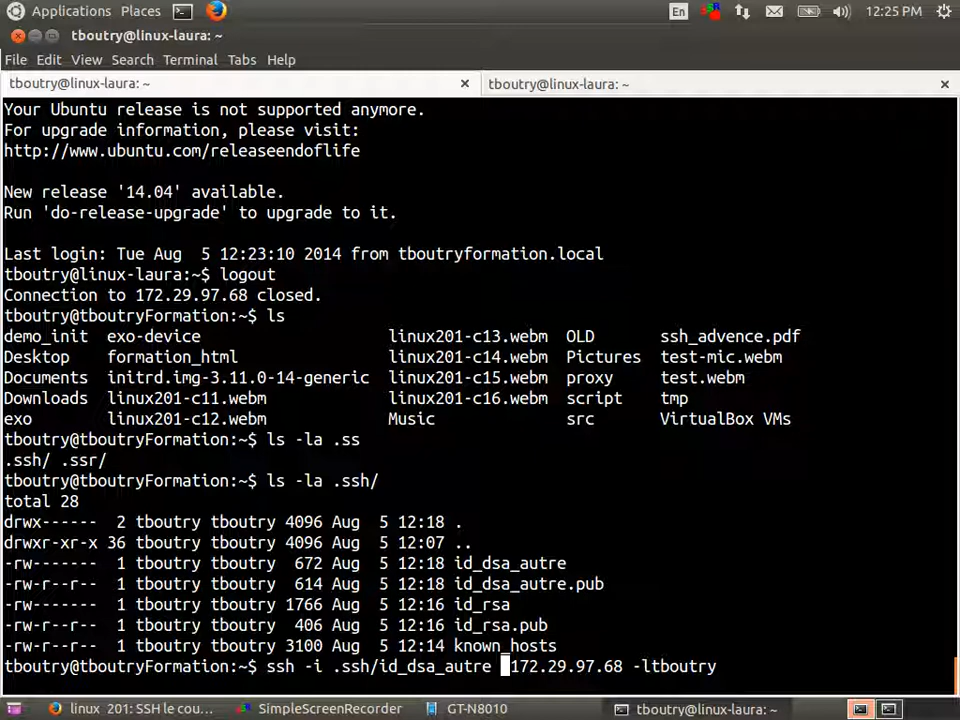 Applications Places En 12:25 PM
tboutry@linux-laura: ~
File Edit View Search Terminal Tabs Help
tboutry@linux-laura: ~ tboutry@linux-laura: ~
Your Ubuntu release is not supported anymore.
For upgrade information, please visit:
http://www.ubuntu.com/releaseendoflife
New release '14.04' available.
Run 'do-release-upgrade' to upgrade to it.
Last login: Tue Aug  5 12:23:10 2014 from tboutryformation.local
tboutry@linux-laura:~$ logout
Connection to 172.29.97.68 closed.
tboutry@tboutryFormation:~$ ls
demo_init exo-device linux201-c13.webm OLD ssh_advence.pdf
Desktop formation_html linux201-c14.webm Pictures test-mic.webm
Documents initrd.img-3.11.0-14-generic linux201-c15.webm proxy test.webm
Downloads linux201-c11.webm linux201-c16.webm script tmp
exo linux201-c12.webm Music src VirtualBox VMs
tboutry@tboutryFormation:~$ ls -la .ss
.ssh/ .ssr/
tboutry@tboutryFormation:~$ ls -la .ssh/
total 28
drwx------  2 tboutry tboutry 4096 Aug  5 12:18 .
drwxr-xr-x 36 tboutry tboutry 4096 Aug  5 12:07 ..
-rw-------  1 tboutry tboutry  672 Aug  5 12:18 id_dsa_autre
-rw-r--r--  1 tboutry tboutry  614 Aug  5 12:18 id_dsa_autre.pub
-rw-------  1 tboutry tboutry 1766 Aug  5 12:16 id_rsa
-rw-r--r--  1 tboutry tboutry  406 Aug  5 12:16 id_rsa.pub
-rw-r--r--  1 tboutry tboutry 3100 Aug  5 12:14 known_hosts
tboutry@tboutryFormation:~$ ssh -i .ssh/id_dsa_autre 172.29.97.68 -ltboutry
linux 201: SSH le cou... SimpleScreenRecorder GT-N8010 tboutry@linux-laura: ~